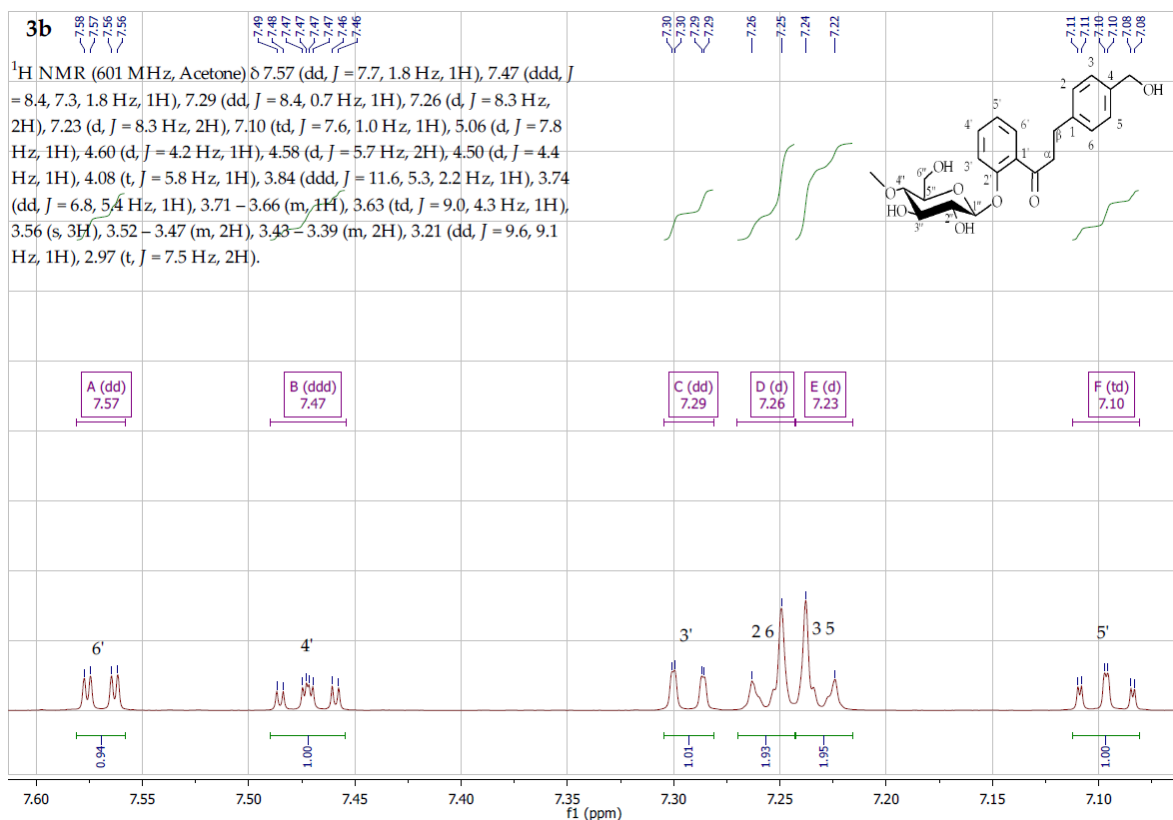 7.58 7.57 7.56 7.56 7.49 7.48 7.47 7.47 7.47 7.47 7.46 7.46 7.30 7.30 7.29 7.29 7.26 7.25 7.24 7.22 7.11 7.11 7.10 7.10 7.08 7.08
3b
¹H NMR (601 MHz, Acetone) δ 7.57 (dd, J = 7.7, 1.8 Hz, 1H), 7.47 (ddd, J
= 8.4, 7.3, 1.8 Hz, 1H), 7.29 (dd, J = 8.4, 0.7 Hz, 1H), 7.26 (d, J = 8.3 Hz,
2H), 7.23 (d, J = 8.3 Hz, 2H), 7.10 (td, J = 7.6, 1.0 Hz, 1H), 5.06 (d, J = 7.8
Hz, 1H), 4.60 (d, J = 4.2 Hz, 1H), 4.58 (d, J = 5.7 Hz, 2H), 4.50 (d, J = 4.4
Hz, 1H), 4.08 (t, J = 5.8 Hz, 1H), 3.84 (ddd, J = 11.6, 5.3, 2.2 Hz, 1H), 3.74
(dd, J = 6.8, 5.4 Hz, 1H), 3.71 – 3.66 (m, 1H), 3.63 (td, J = 9.0, 4.3 Hz, 1H),
3.56 (s, 3H), 3.52 – 3.47 (m, 2H), 3.43 – 3.39 (m, 2H), 3.21 (dd, J = 9.6, 9.1
Hz, 1H), 2.97 (t, J = 7.5 Hz, 2H).
3
2 4 OH
5'
4' 6' 1 5
β 6
3' 1' α
6'' OH 2'
4'' O 5'' O O O
HO 2'' 1''
3'' OH
A (dd) B (ddd) C (dd) D (d) E (d) F (td)
7.57 7.47 7.29 7.26 7.23 7.10
6' 4' 3' 2 6 3 5 5'
0.94 1.00 1.01 1.93 1.95 1.00
7.60 7.55 7.50 7.45 7.40 7.35 7.30 7.25 7.20 7.15 7.10
f1 (ppm)